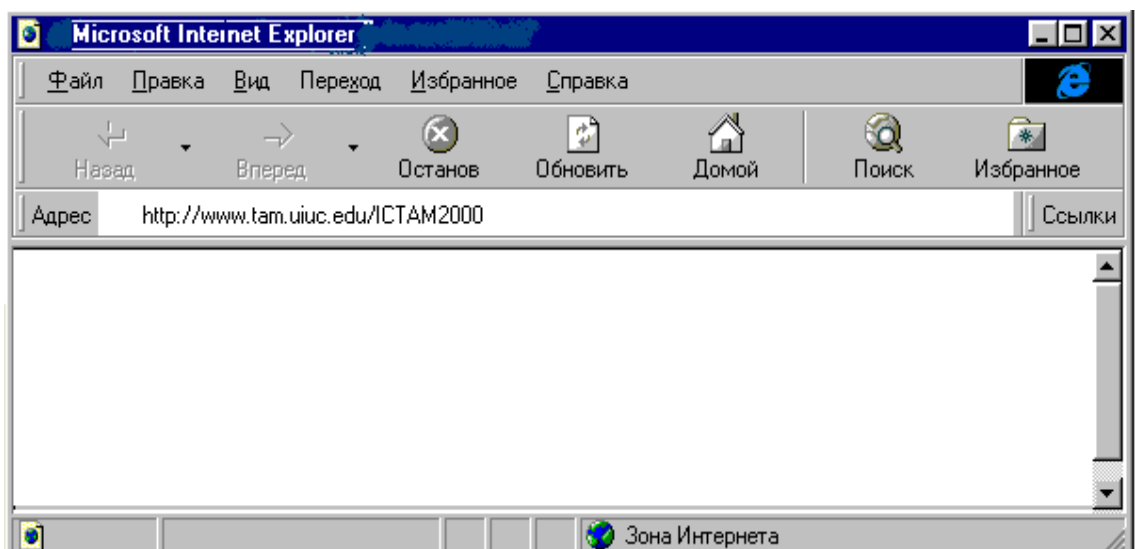 Microsoft Internet Explorer
Файл Правка Вид Переход Избранное Справка
Назад Вперед Останов Обновить Домой Поиск Избранное
Адрес http://www.tam.uiuc.edu/ICTAM2000 Ссылки
Зона Интернета